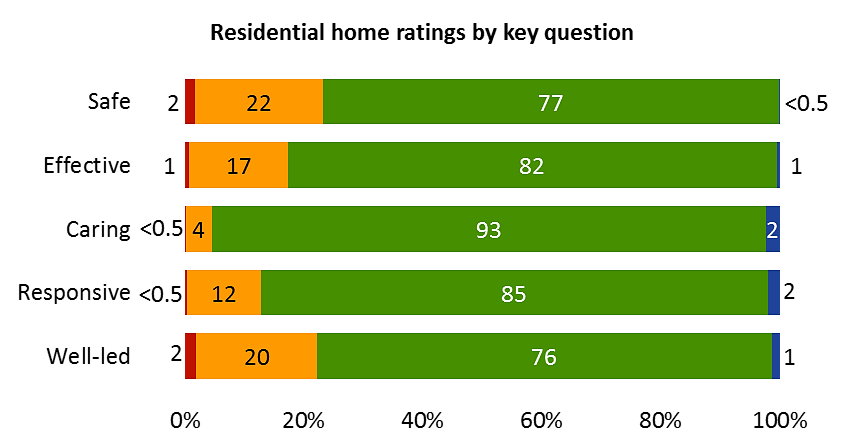 Residential home ratings by key question
Safe 2 22 77 <0.5
Effective 1 17 82 1
Caring <0.5 4 93 2
Responsive <0.5 12 85 2
Well-led 2 20 76 1
0% 20% 40% 60% 80% 100%